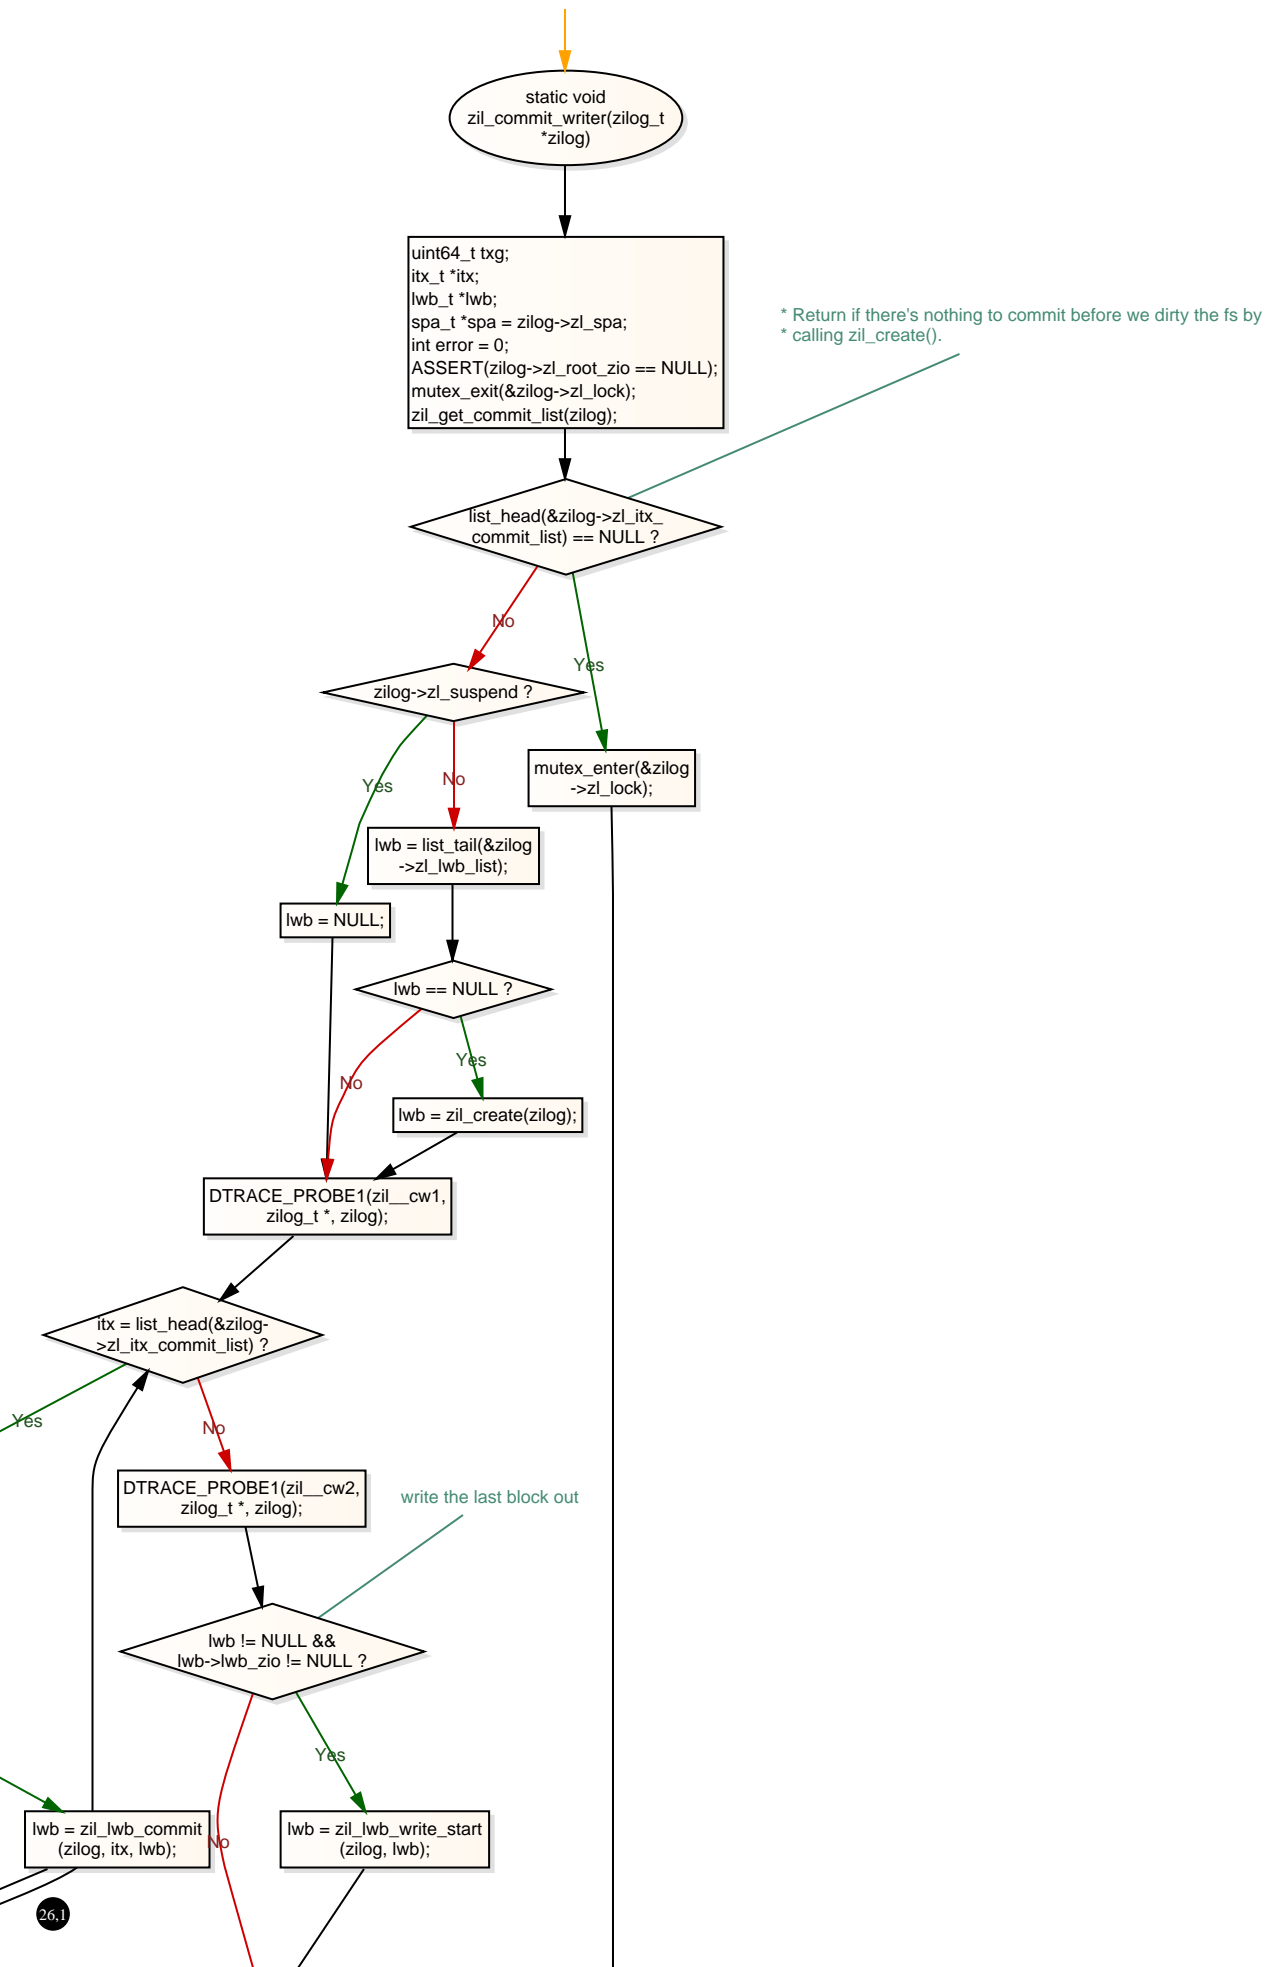 static void
zil_commit_writer(zilog_t
*zilog)
uint64_t txg;
itx_t *itx;
lwb_t *lwb;
spa_t *spa = zilog->zl_spa;
int error = 0;
ASSERT(zilog->zl_root_zio == NULL);
mutex_exit(&zilog->zl_lock);
zil_get_commit_list(zilog);
* Return if there's nothing to commit before we dirty the fs by
* calling zil_create().
list_head(&zilog->zl_itx_
commit_list) == NULL ?
No
Yes
zilog->zl_suspend ?
Yes
No
mutex_enter(&zilog
->zl_lock);
lwb = list_tail(&zilog
->zl_lwb_list);
lwb = NULL;
lwb == NULL ?
Yes
No
lwb = zil_create(zilog);
DTRACE_PROBE1(zil__cw1,
zilog_t *, zilog);
itx = list_head(&zilog-
>zl_itx_commit_list) ?
Yes
No
DTRACE_PROBE1(zil__cw2,
zilog_t *, zilog);
write the last block out
lwb != NULL &&
lwb->lwb_zio != NULL ?
Yes
lwb = zil_lwb_commit
(zilog, itx, lwb);
No
lwb = zil_lwb_write_start
(zilog, lwb);
26,1